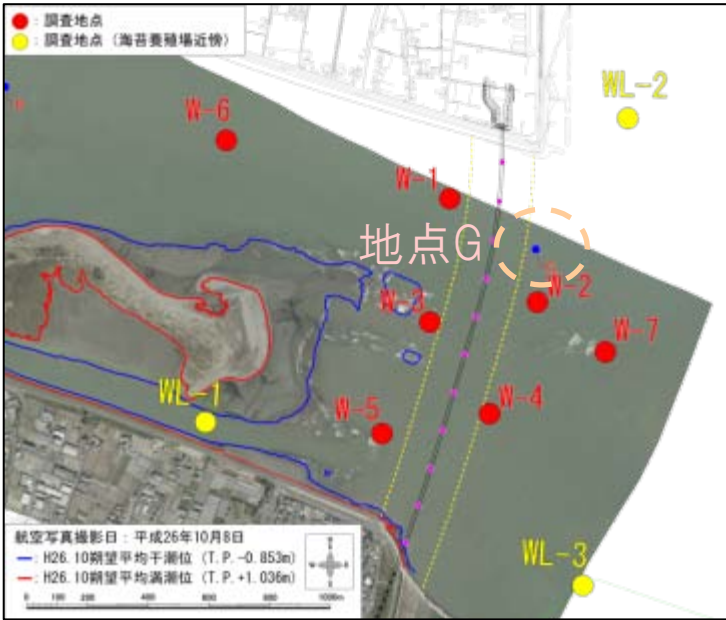 : 調査地点
: 調査地点 (海苔養殖場近傍)
WL-2
W-6
W-1
地点G
W-2
W-3
W-7
WL-1
W-4
W-5
WL-3
航空写真撮影日：平成26年10月8日
: H26.10期望平均干潮位 (T.P.-0.853m)
: H26.10期望平均満潮位 (T.P.+1.036m)
0 100 200 400 600 800 1000m